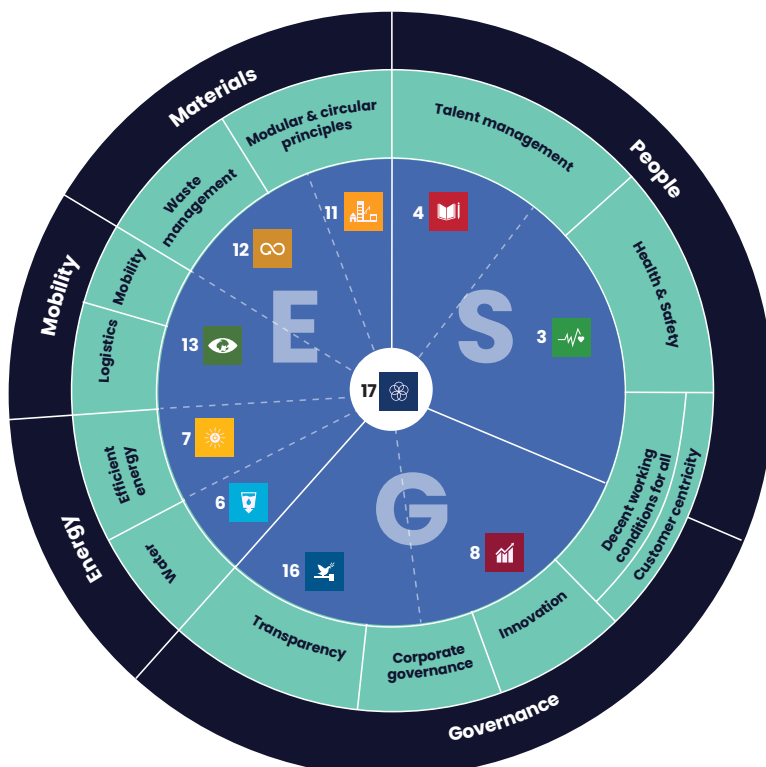 Materials
People
Modular & circular
principles
Talent management
Waste
management
Mobility
Mobility
Health & Safety
Logistics
11
4
12
E
S
13
3
17
7
Efficient
energy
6
G
Decent working
conditions for all
Customer centricity
Energy
Water
16
8
Transparency
Corporate
governance
Innovation
Governance